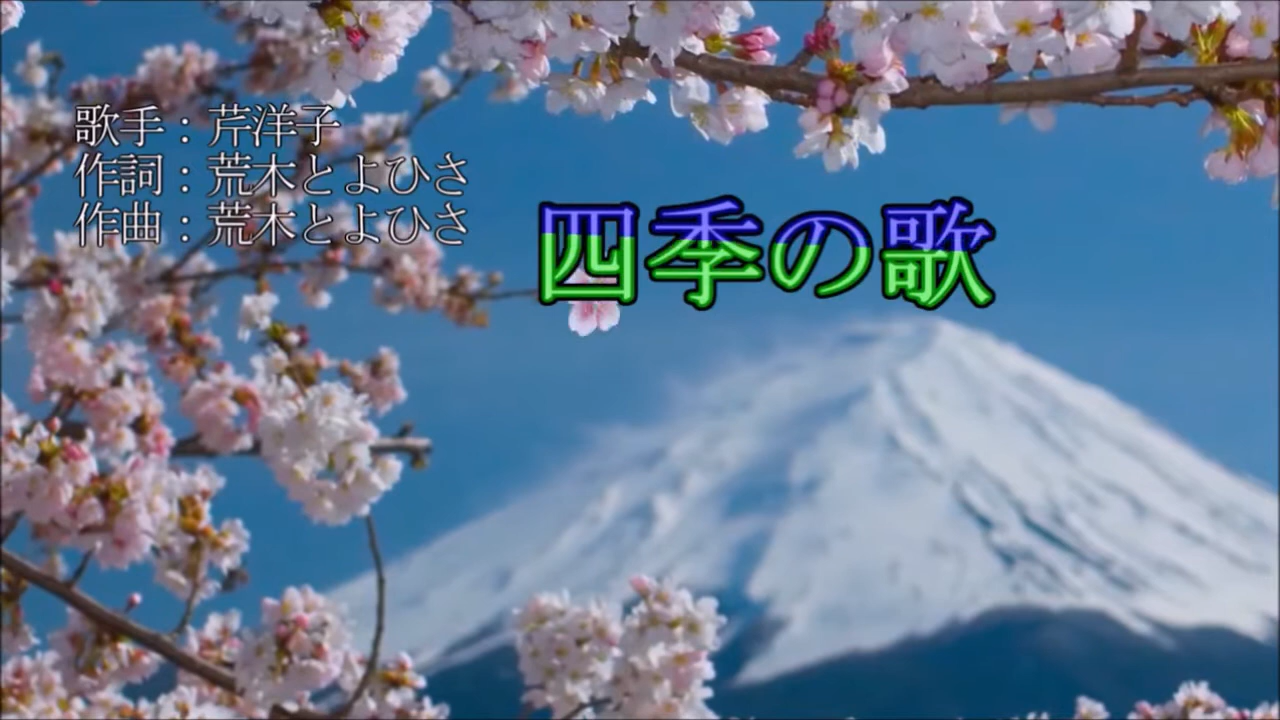 歌手：芹洋子
作詞：荒木とよひさ
作曲：荒木とよひさ
四季の歌